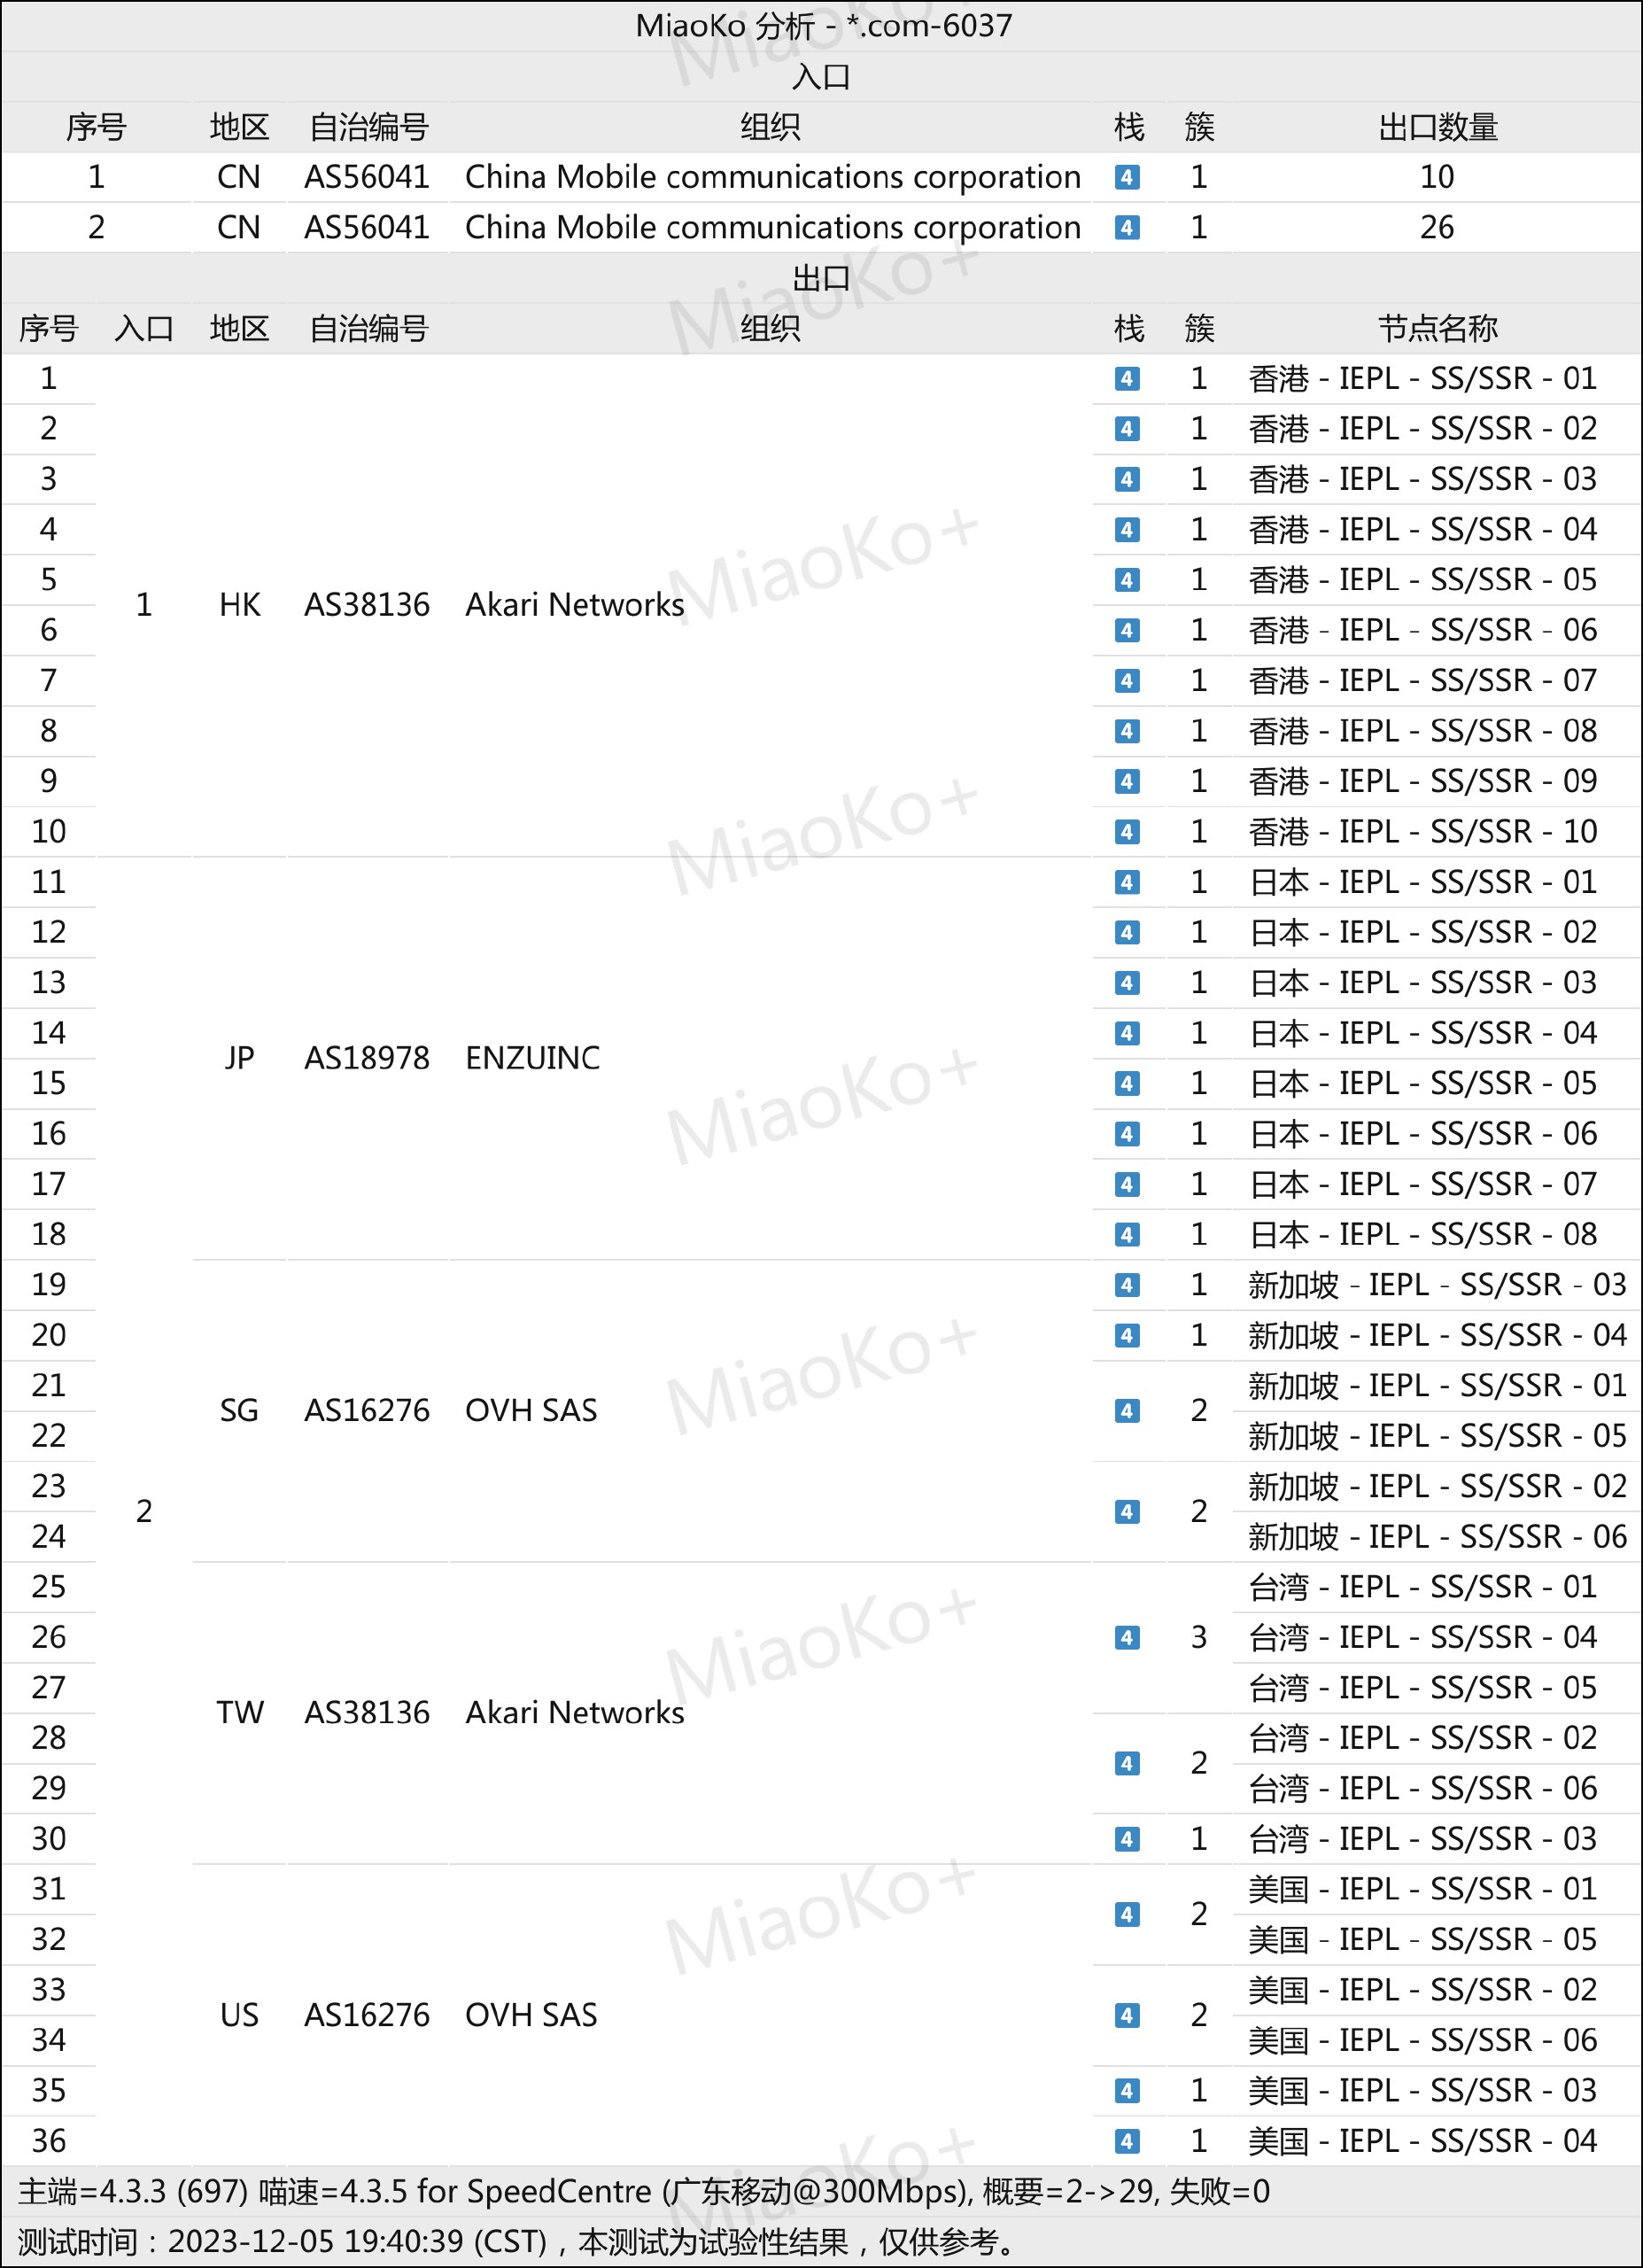 MiaoKo 分析 - *.com-6037
入口
序号 地区 自治编号 组织 栈 簇 出口数量
1 CN AS56041 China Mobile communications corporation 4 1 10
2 CN AS56041 China Mobile communications corporation 4 1 26
出口
序号 入口 地区 自治编号 组织 栈 簇 节点名称
1 4 1 香港 - IEPL - SS/SSR - 01
2 4 1 香港 - IEPL - SS/SSR - 02
3 4 1 香港 - IEPL - SS/SSR - 03
4 4 1 香港 - IEPL - SS/SSR - 04
5 4 1 香港 - IEPL - SS/SSR - 05
1 HK AS38136 Akari Networks
6 4 1 香港 - IEPL - SS/SSR - 06
7 4 1 香港 - IEPL - SS/SSR - 07
8 4 1 香港 - IEPL - SS/SSR - 08
9 4 1 香港 - IEPL - SS/SSR - 09
10 4 1 香港 - IEPL - SS/SSR - 10
11 4 1 日本 - IEPL - SS/SSR - 01
12 4 1 日本 - IEPL - SS/SSR - 02
13 4 1 日本 - IEPL - SS/SSR - 03
14 4 1 日本 - IEPL - SS/SSR - 04
JP AS18978 ENZUINC
15 4 1 日本 - IEPL - SS/SSR - 05
16 4 1 日本 - IEPL - SS/SSR - 06
17 4 1 日本 - IEPL - SS/SSR - 07
18 4 1 日本 - IEPL - SS/SSR - 08
19 4 1 新加坡 - IEPL - SS/SSR - 03
20 4 1 新加坡 - IEPL - SS/SSR - 04
21 新加坡 - IEPL - SS/SSR - 01
SG AS16276 OVH SAS 4 2
22 新加坡 - IEPL - SS/SSR - 05
23 新加坡 - IEPL - SS/SSR - 02
2 4 2
24 新加坡 - IEPL - SS/SSR - 06
25 台湾 - IEPL - SS/SSR - 01
26 4 3 台湾 - IEPL - SS/SSR - 04
27 台湾 - IEPL - SS/SSR - 05
TW AS38136 Akari Networks
28 台湾 - IEPL - SS/SSR - 02
4 2
29 台湾 - IEPL - SS/SSR - 06
30 4 1 台湾 - IEPL - SS/SSR - 03
31 美国 - IEPL - SS/SSR - 01
4 2
32 美国 - IEPL - SS/SSR - 05
33 美国 - IEPL - SS/SSR - 02
US AS16276 OVH SAS 4 2
34 美国 - IEPL - SS/SSR - 06
35 4 1 美国 - IEPL - SS/SSR - 03
36 4 1 美国 - IEPL - SS/SSR - 04
主端=4.3.3 (697) 喵速=4.3.5 for SpeedCentre (广东移动@300Mbps), 概要=2->29, 失败=0
测试时间：2023-12-05 19:40:39 (CST)，本测试为试验性结果，仅供参考。
MiaoKo+
MiaoKo+
MiaoKo+
MiaoKo+
MiaoKo+
MiaoKo+
MiaoKo+
MiaoKo+
MiaoKo+